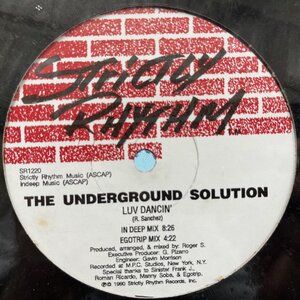 STRICTLY
RHYTHM
SR1220
Strictly Rhythm Music (ASCAP)
Indeep Music (ASCAP)
THE UNDERGROUND SOLUTION
LUV DANCIN'
(R. Sanchez)
IN DEEP MIX 8:26
EGOTRIP MIX 4:22
Produced, arranged, & mixed by: Roger S.
Executive Producer: G. Pizarro
Engineer: Gavin Morrison
Recorded at: M.P.C. Studios, New York, N.Y.
Special thanks to Sinister Frank J.,
Roman Ricardo, Manny Soba, & Egotrip.
℗ © 1990 Strictly Rhythm Records, Inc.